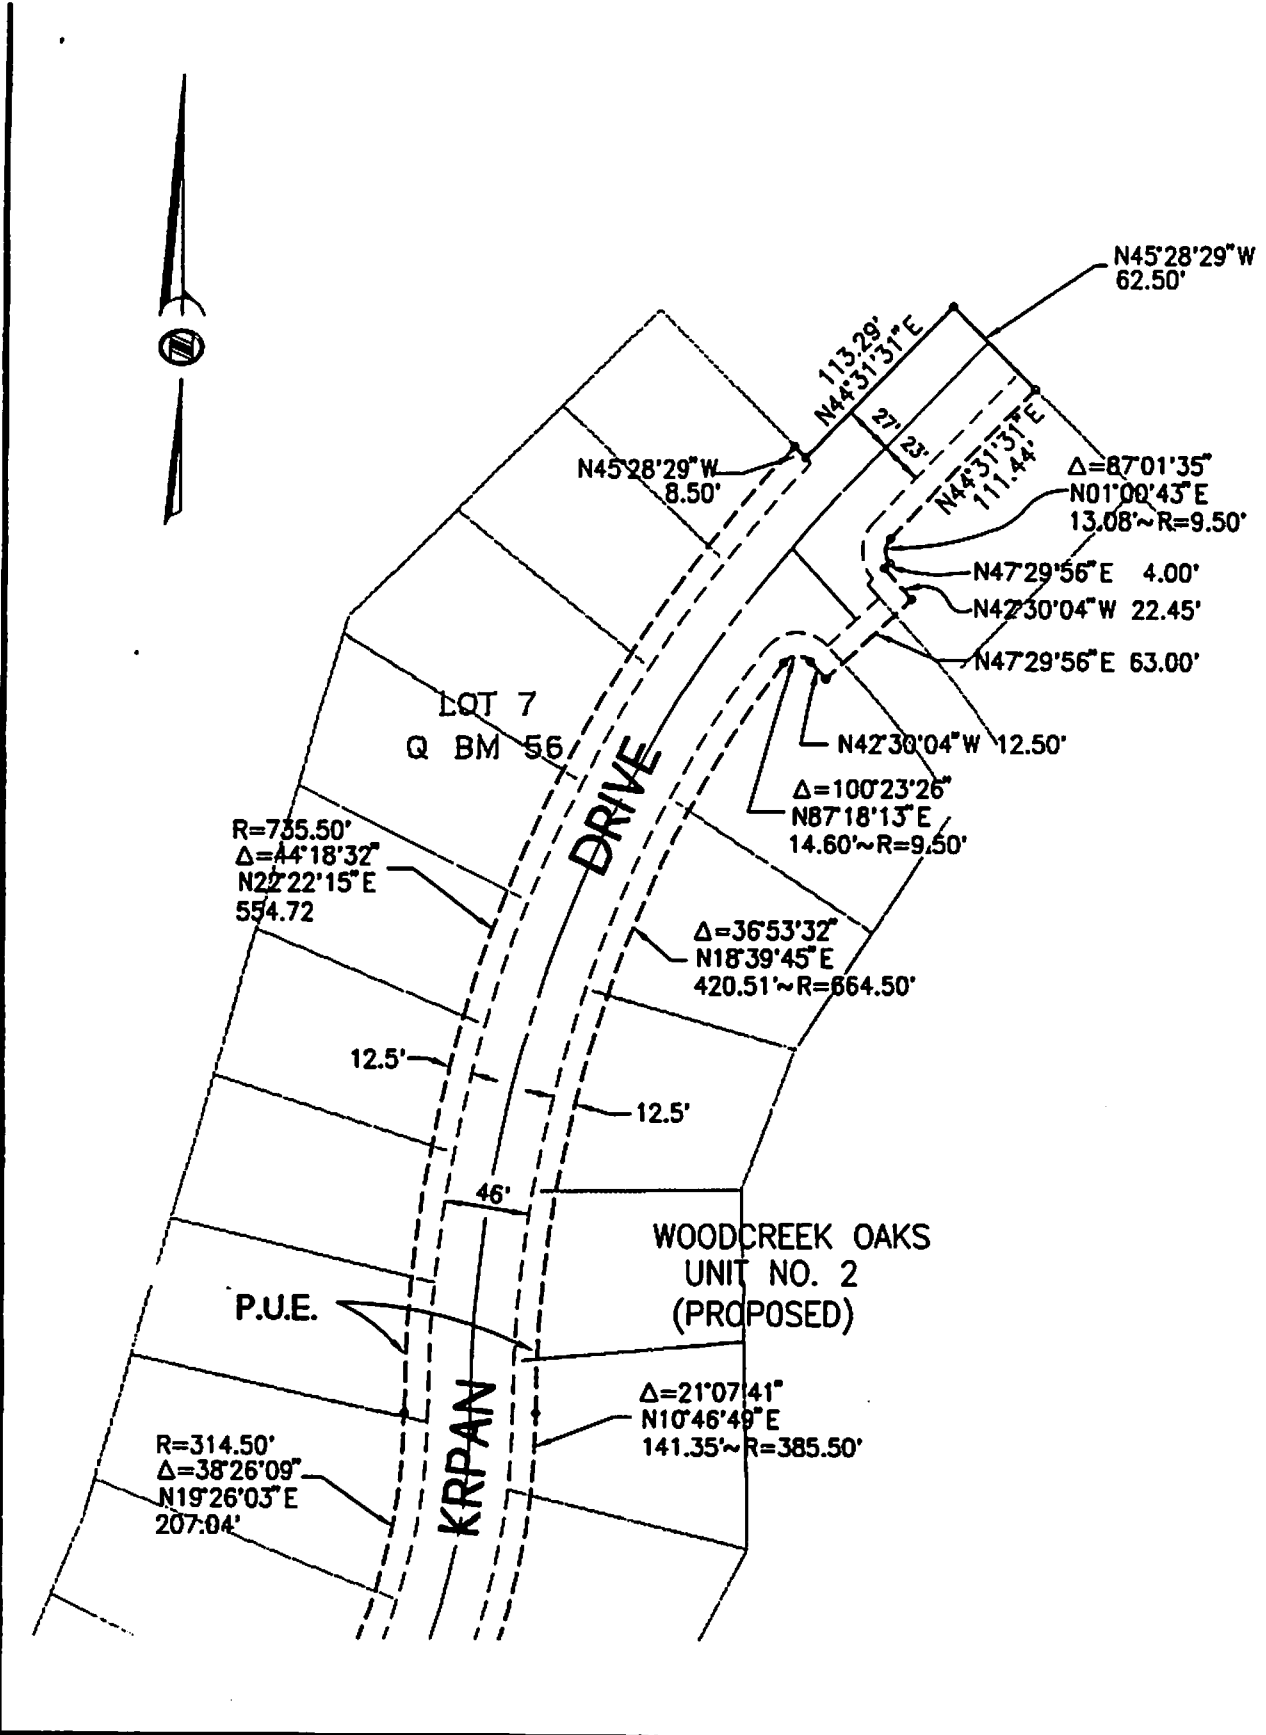 N45°28'29"W
62.50'
113.29'
N44°31'31"E
27' 23'
N44°31'31"E
111.44'
N45°28'29"W
8.50'
Δ=87°01'35"
N01°00'43"E
13.08'~R=9.50'
N47°29'56"E 4.00'
N42°30'04"W 22.45'
N47°29'56"E 63.00'
LOT 7
Q BM 56
N42°30'04"W 12.50'
Δ=100°23'26"
N87°18'13"E
14.60'~R=9.50'
DRIVE
R=735.50'
Δ=44°18'32"
N22°22'15"E
554.72
Δ=36°53'32"
N18°39'45"E
420.51'~R=664.50'
12.5'
12.5'
46'
WOODCREEK OAKS
UNIT NO. 2
(PROPOSED)
P.U.E.
KRPAN
Δ=21°07'41"
N10°46'49"E
141.35'~R=385.50'
R=314.50'
Δ=38°26'09"
N19°26'03"E
207.04'